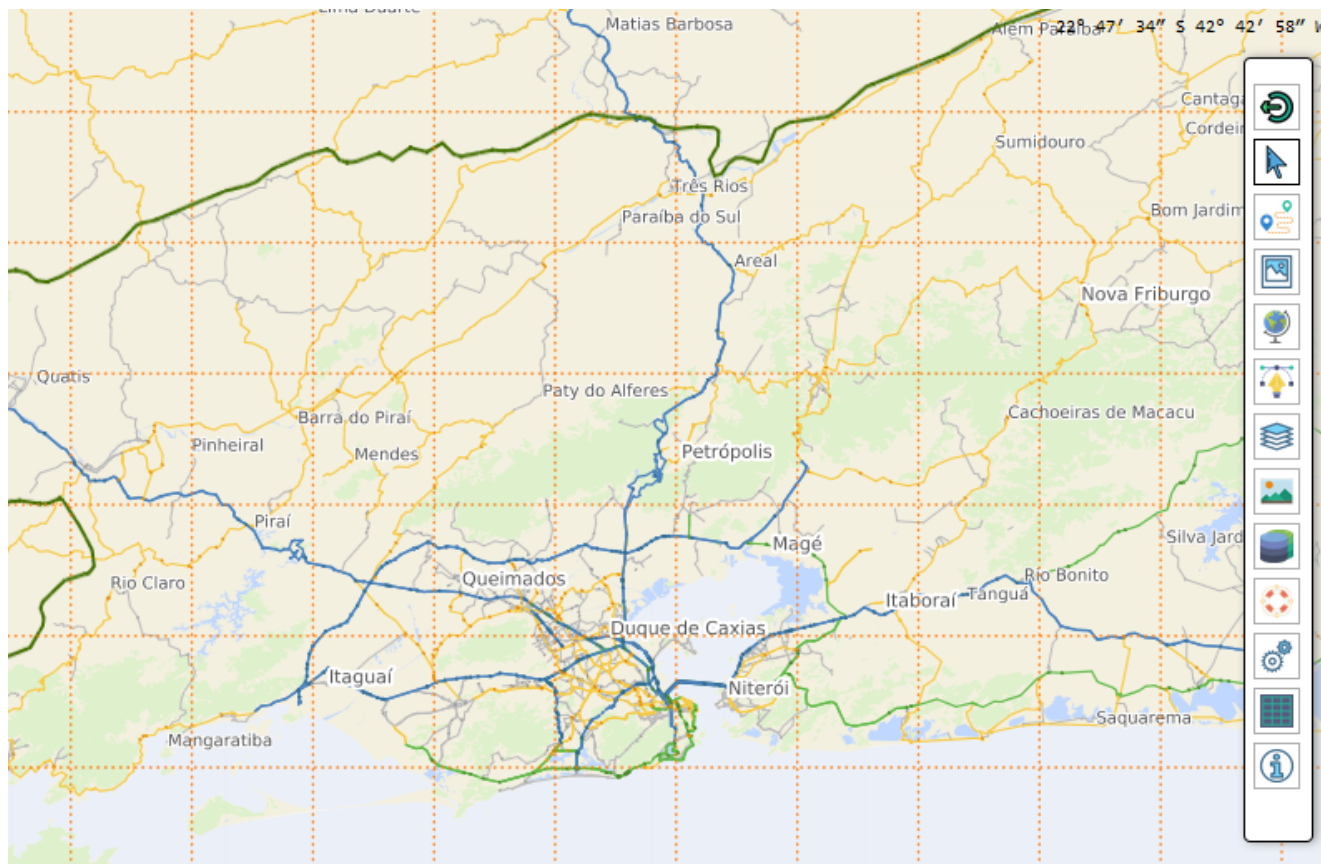 Lima Duarte
Matias Barbosa
Além Paraíba
22° 47′ 34″ S 42° 42′ 58″ W
Sumidouro
Três Rios
Paraíba do Sul
Bom Jardim
Areal
Nova Friburgo
Quatis
Paty do Alferes
Cachoeiras de Macacu
Barra do Piraí
Pinheiral
Mendes
Petrópolis
Piraí
Magé
Silva Jard
Queimados
Rio Claro
Rio Bonito
Tanguá
Itaboraí
Duque de Caxias
Itaguaí
Niterói
Saquarema
Mangaratiba